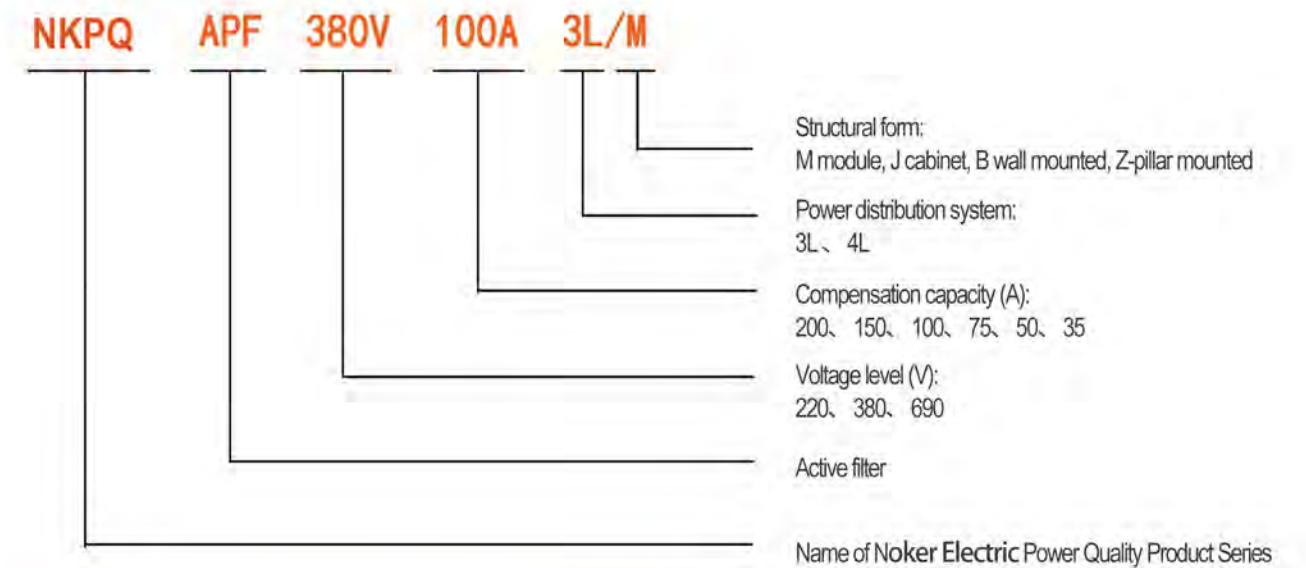 NKPQ APF 380V 100A 3L/M
Structural form:
M module, J cabinet, B wall mounted, Z-pillar mounted
Power distribution system:
3L、 4L
Compensation capacity (A):
200、 150、 100、 75、 50、 35
Voltage level (V):
220、 380、 690
Active filter
Name of Noker Electric Power Quality Product Series